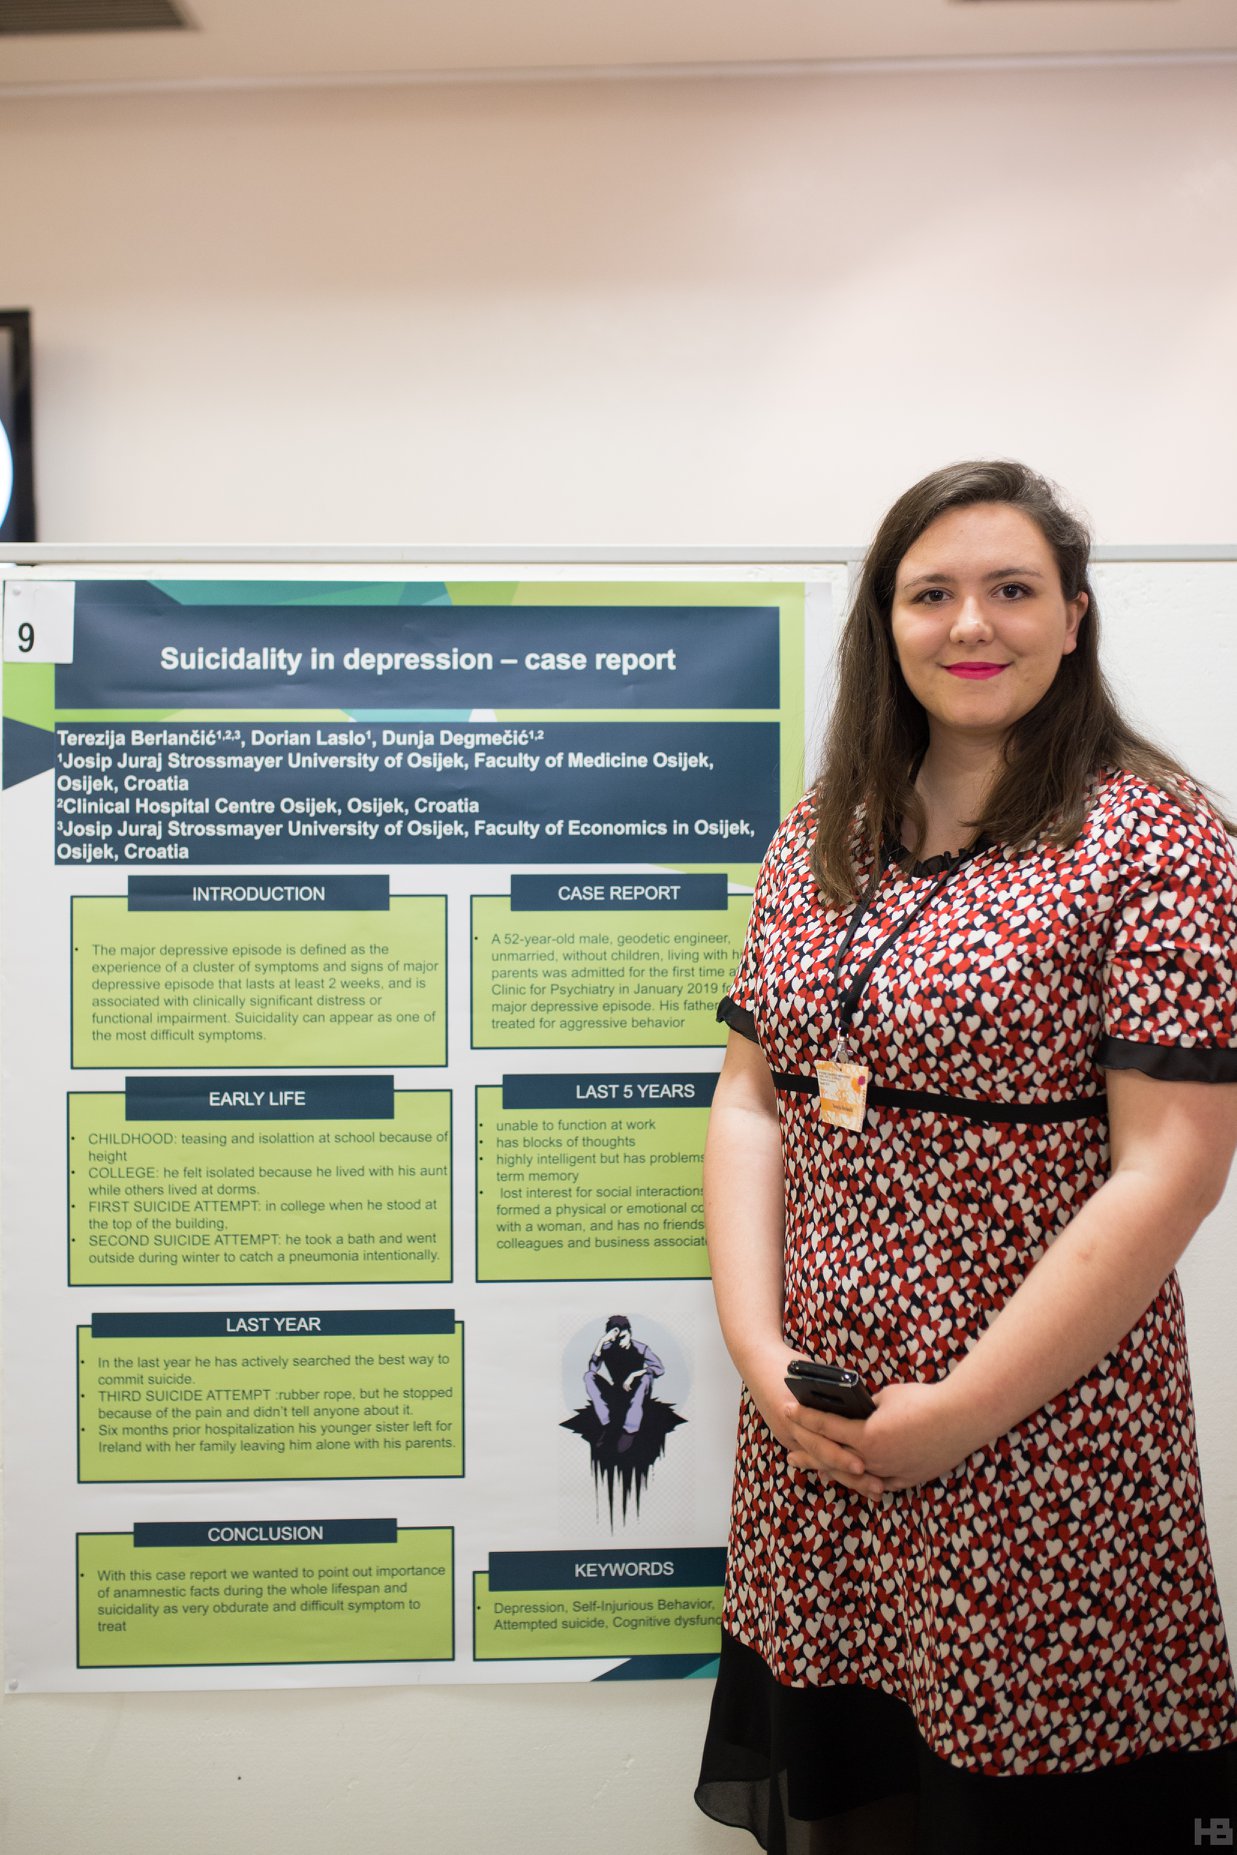 9
Suicidality in depression – case report
Terezija Berlančić¹,²,³, Dorian Laslo¹, Dunja Degmečić¹,²
¹Josip Juraj Strossmayer University of Osijek, Faculty of Medicine Osijek,
Osijek, Croatia
²Clinical Hospital Centre Osijek, Osijek, Croatia
³Josip Juraj Strossmayer University of Osijek, Faculty of Economics in Osijek,
Osijek, Croatia
INTRODUCTION
• The major depressive episode is defined as the
experience of a cluster of symptoms and signs of major
depressive episode that lasts at least 2 weeks, and is
associated with clinically significant distress or
functional impairment. Suicidality can appear as one of
the most difficult symptoms.
CASE REPORT
• A 52-year-old male, geodetic engineer,
unmarried, without children, living with
parents was admitted for the first time
Clinic for Psychiatry in January 2019
major depressive episode. His father
treated for aggressive behavior
EARLY LIFE
• CHILDHOOD: teasing and isolattion at school because of
height
• COLLEGE: he felt isolated because he lived with his aunt
while others lived at dorms.
• FIRST SUICIDE ATTEMPT: in college when he stood at
the top of the building,
• SECOND SUICIDE ATTEMPT: he took a bath and went
outside during winter to catch a pneumonia intentionally.
LAST 5 YEARS
• unable to function at work
• has blocks of thoughts
• highly intelligent but has problems
term memory
• lost interest for social interactions
formed a physical or emotional co
with a woman, and has no friends
colleagues and business associat
LAST YEAR
• In the last year he has actively searched the best way to
commit suicide.
• THIRD SUICIDE ATTEMPT :rubber rope, but he stopped
because of the pain and didn't tell anyone about it.
• Six months prior hospitalization his younger sister left for
Ireland with her family leaving him alone with his parents.
CONCLUSION
• With this case report we wanted to point out importance
of anamnestic facts during the whole lifespan and
suicidality as very obdurate and difficult symptom to
treat
KEYWORDS
• Depression, Self-Injurious Behavior,
Attempted suicide, Cognitive dysfunc
HB